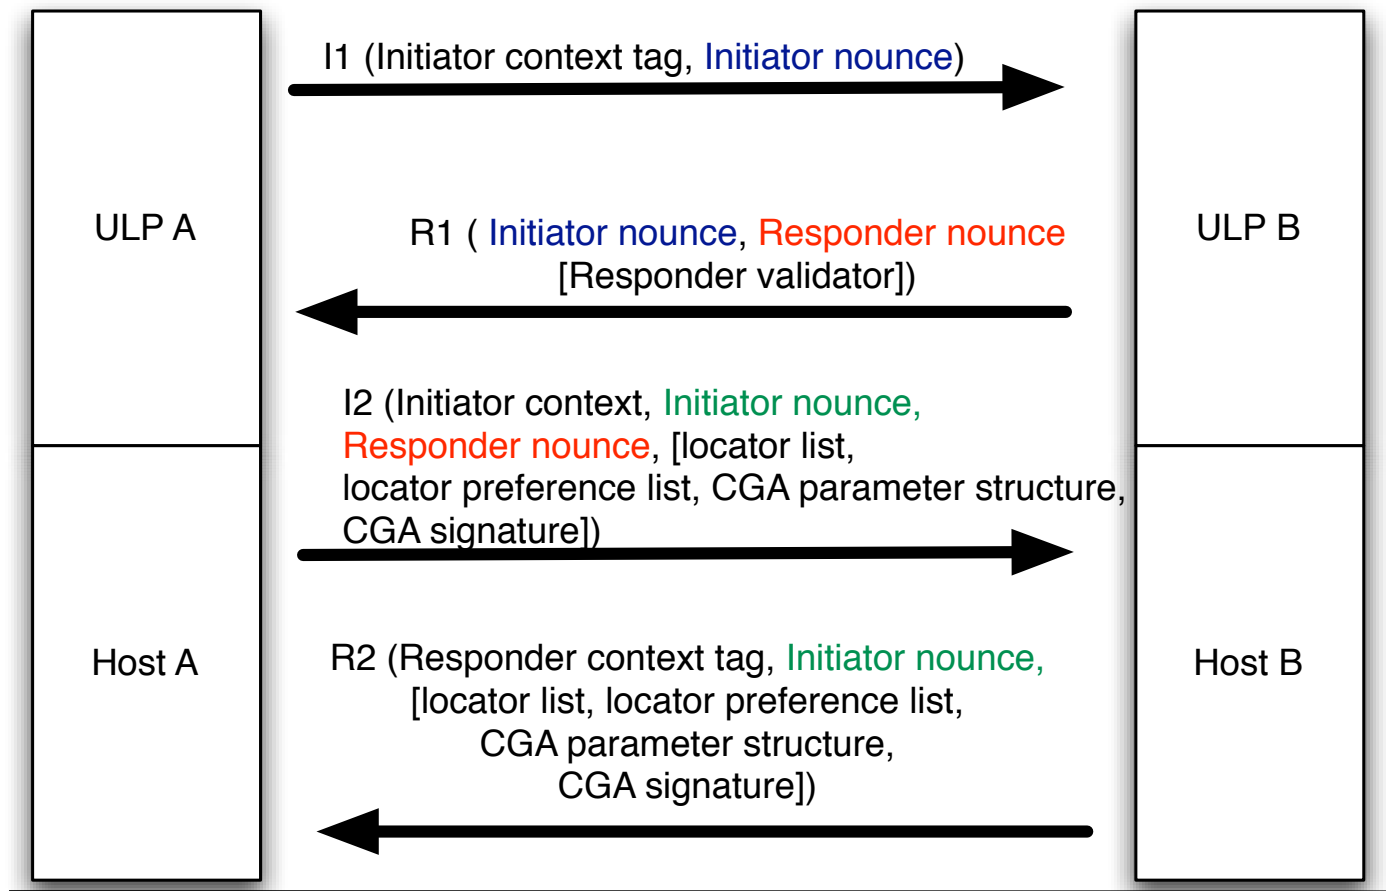 I1 (Initiator context tag, Initiator nounce)
ULP A
ULP B
R1 ( Initiator nounce, Responder nounce
[Responder validator])
I2 (Initiator context, Initiator nounce,
Responder nounce, [locator list,
locator preference list, CGA parameter structure,
CGA signature])
Host A
Host B
R2 (Responder context tag, Initiator nounce,
[locator list, locator preference list,
CGA parameter structure,
CGA signature])